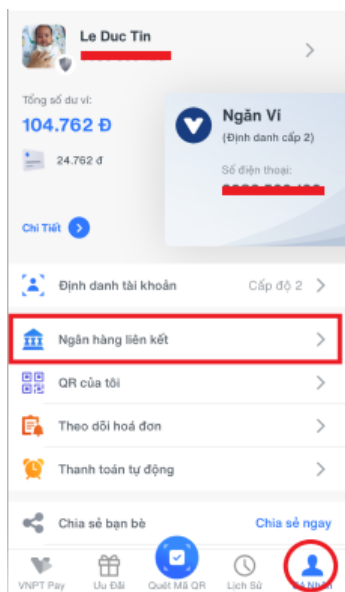 Le Duc Tin
Tổng số dư ví:
104.762 Đ
24.762 đ
Chi Tiết
Ngăn Ví
(Định danh cấp 2)
Số điện thoại:
Định danh tài khoản Cấp độ 2
Ngân hàng liên kết
QR của tôi
Theo dõi hoá đơn
Thanh toán tự động
Chia sẻ bạn bè Chia sẻ ngay
VNPT Pay Ưu Đãi Quét Mã QR Lịch Sử Cá Nhân